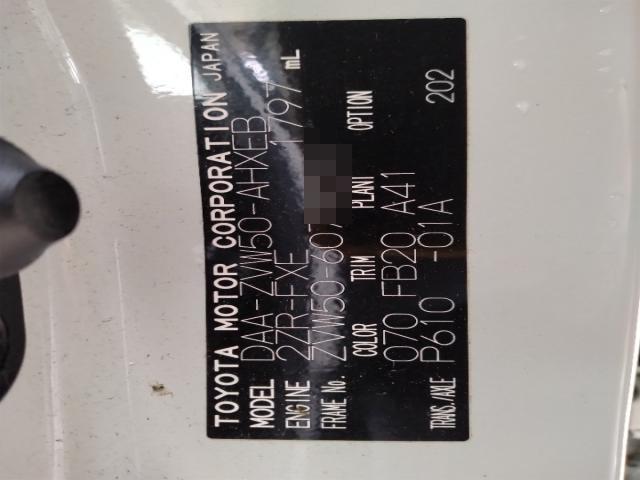 TOYOTA MOTOR CORPORATION JAPAN
MODEL DAA-ZVW50-AHXEB
ENGINE 2ZR-FXE 1797 mL
FRAME No. ZVW50-607
COLOR TRIM PLANT OPTION
070 FB20 A41
TRANS./AXLE P610 -01A 202